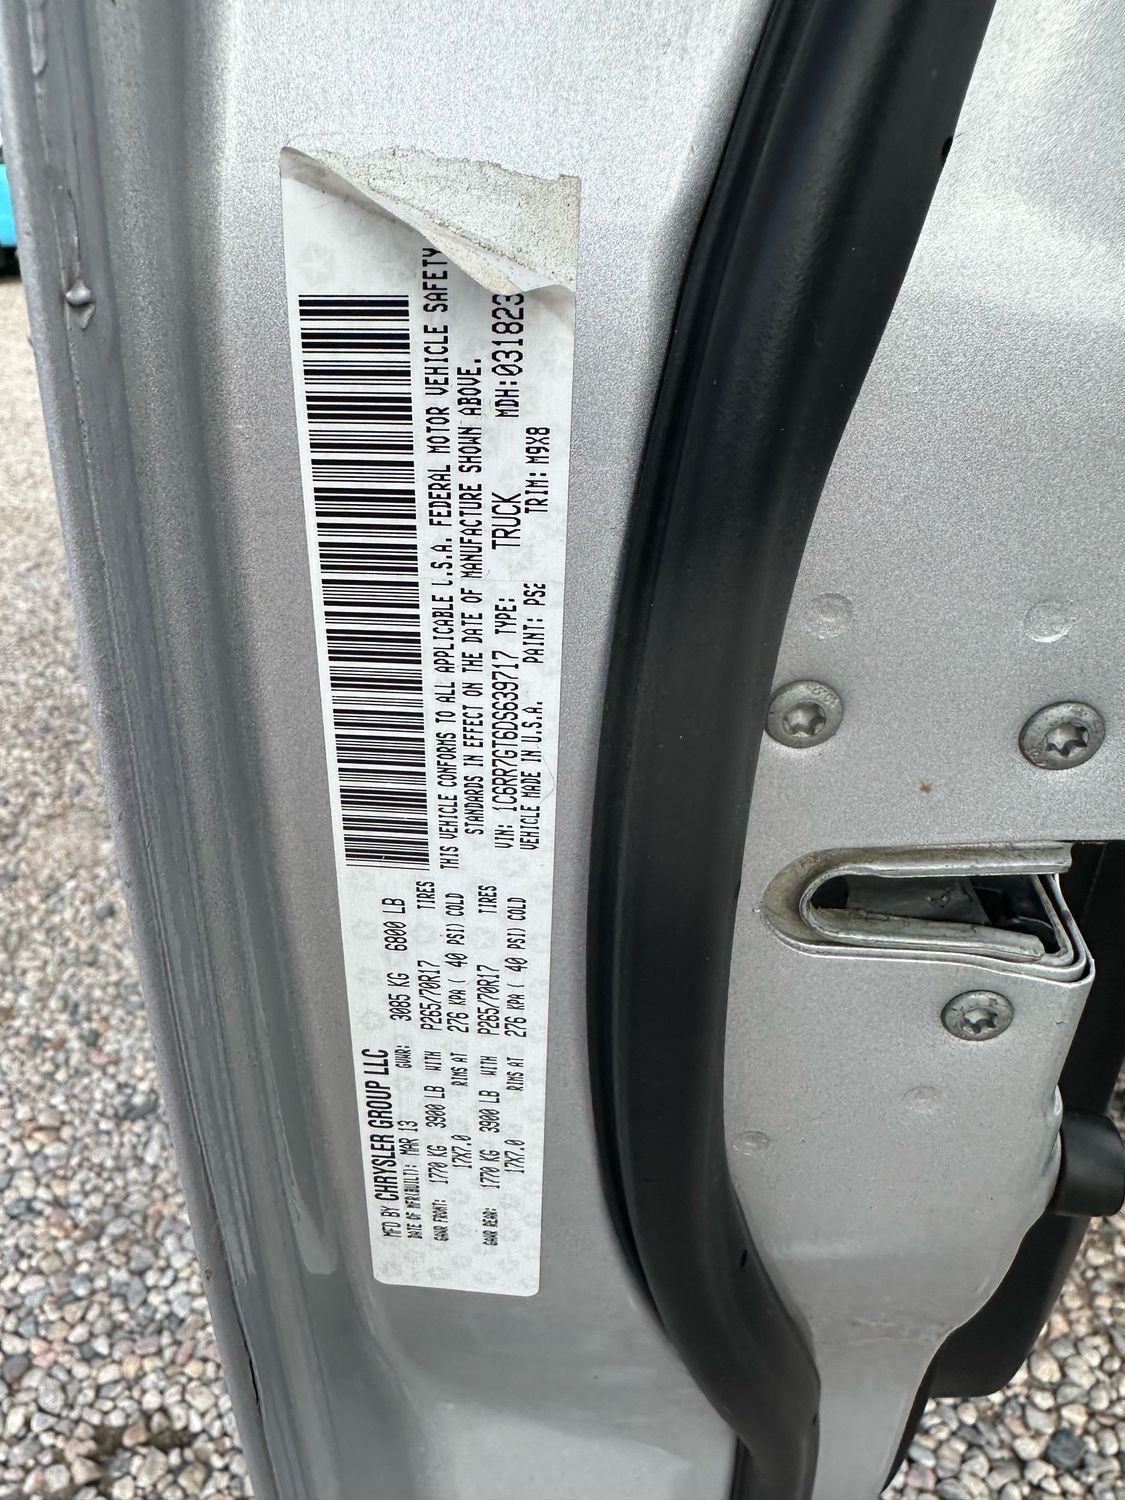 MFD BY CHRYSLER GROUP LLC
DATE OF MFR(BUILT): MAR 13 GVWR: 3085 KG 6800 LB
GAWR FRONT: 1770 KG 3900 LB WITH P265/70R17 TIRES
17X7.0 RIMS AT 276 KPA ( 40 PSI) COLD
GAWR REAR: 1770 KG 3900 LB WITH P265/70R17 TIRES
17X7.0 RIMS AT 276 KPA ( 40 PSI) COLD
THIS VEHICLE CONFORMS TO ALL APPLICABLE U.S.A. FEDERAL MOTOR VEHICLE SAFETY
STANDARDS IN EFFECT ON THE DATE OF MANUFACTURE SHOWN ABOVE.
VIN: 1C6RR7GT6DS639717 TYPE: TRUCK MDH: 031823
VEHICLE MADE IN U.S.A. PAINT: PS2 TRIM: M9X8